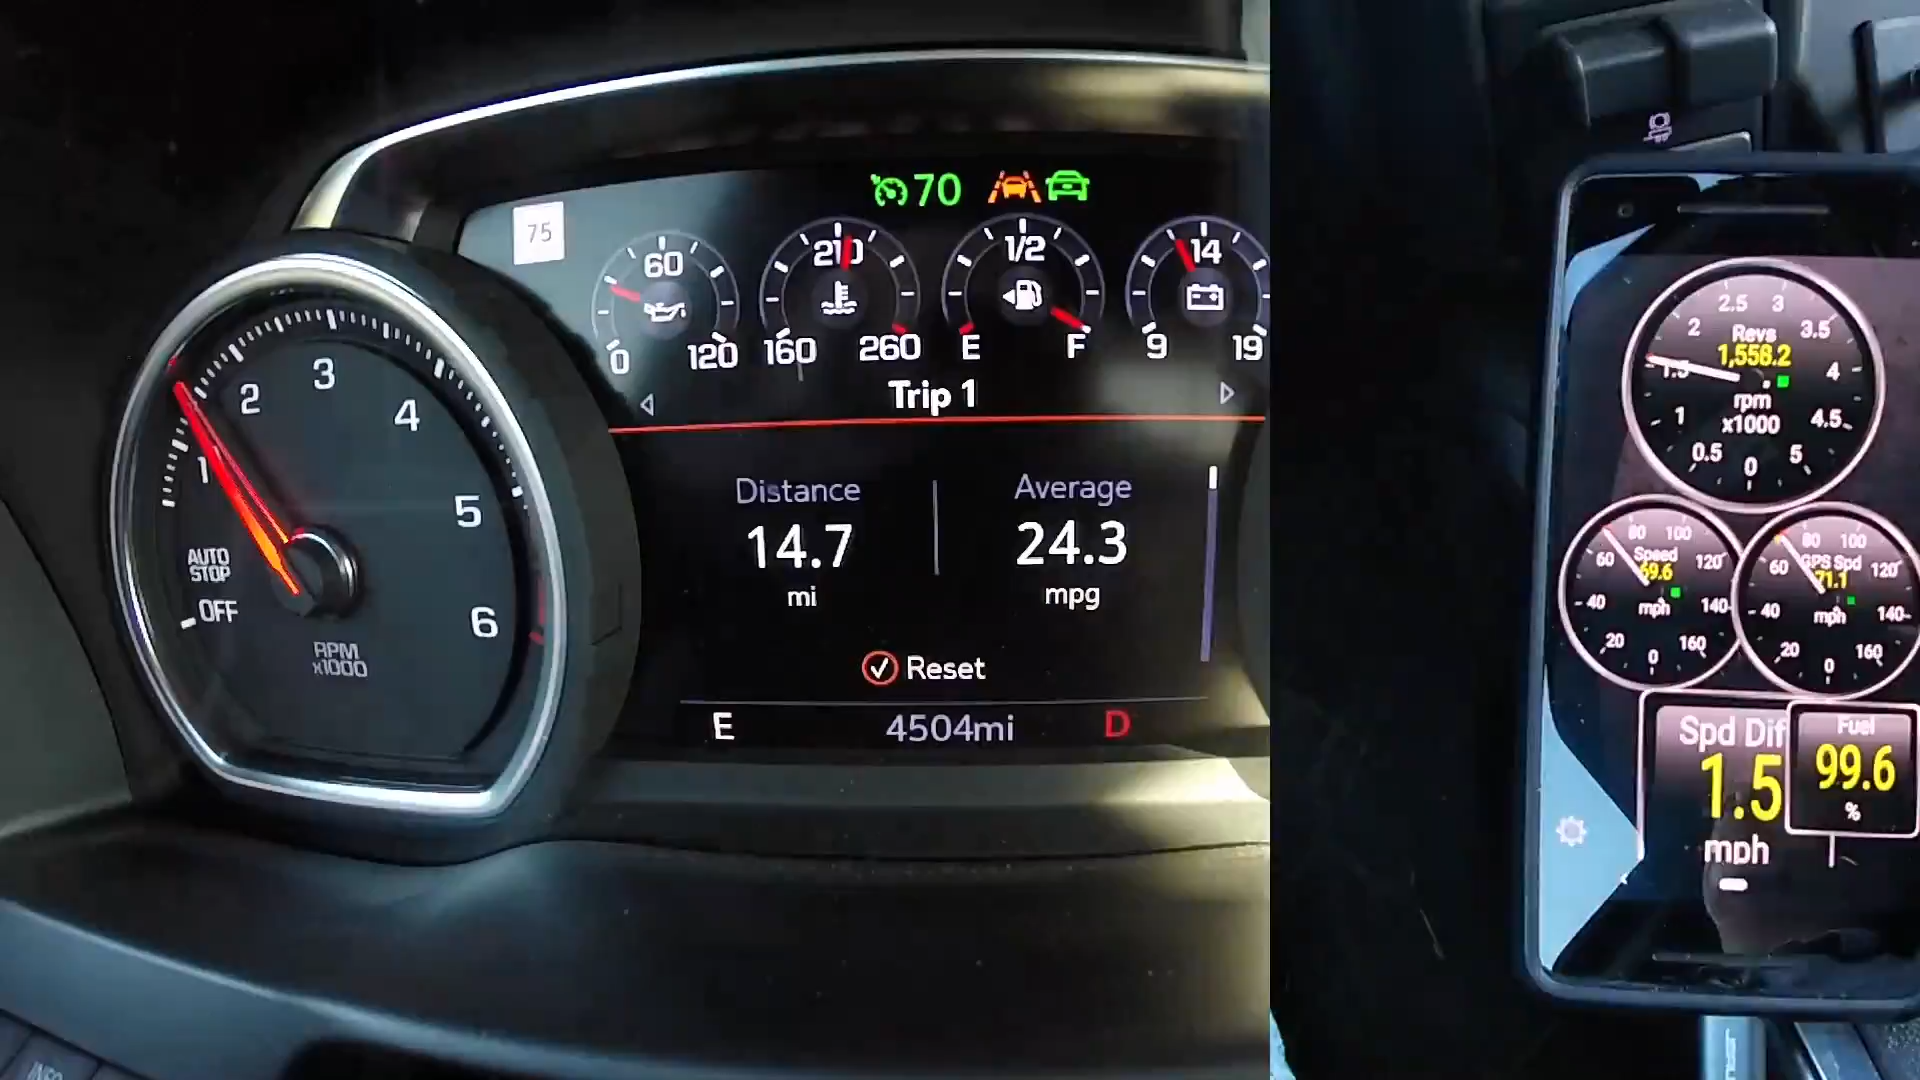 70
75
60
0 120
210
160 260
1/2
E F
14
9 19
Trip 1
Distance
14.7
mi
Average
24.3
mpg
Reset
E 4504mi D
1 2 3 4 5 6
AUTO
STOP
OFF
RPM
x1000
INFO
0 0.5 1 1.5 2 2.5 3 3.5 4 4.5 5
Revs
1,558.2
rpm
x1000
0 20 40 60 80 100 120 140 160
Speed
69.6
mph
0 20 40 60 80 100 120 140 160
GPS Spd
71.1
mph
Spd Dif
1.5
mph
Fuel
99.6
%